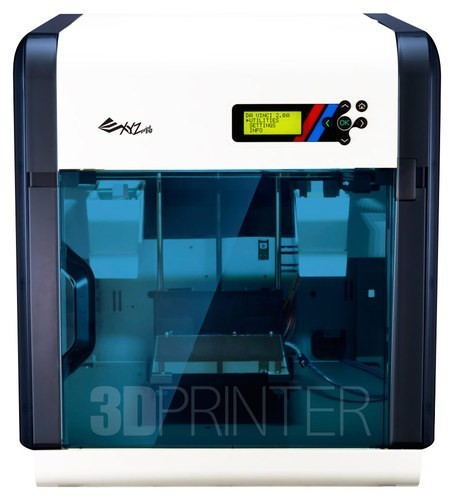 XYZprinting
DA VINCI 2.0A
▶UTILITIES
SETTINGS
INFO
OK
3DPRINTER